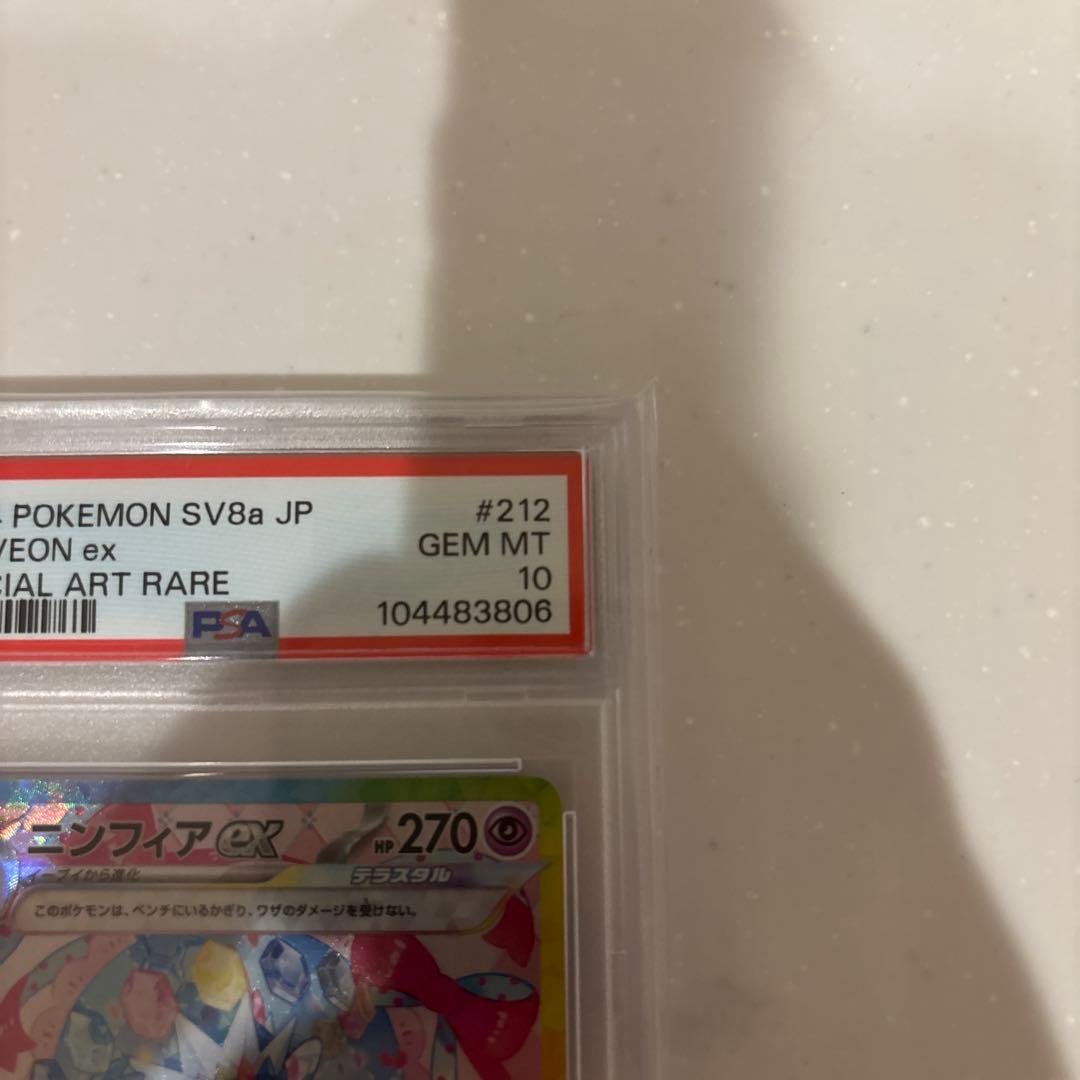 POKEMON SV8a JP #212
VEON ex GEM MT
CIAL ART RARE 10
PSA 104483806
ニンフィアex HP 270
イーブイから進化 テラスタル
このポケモンは、ベンチにいるかぎり、ワザのダメージを受けない。